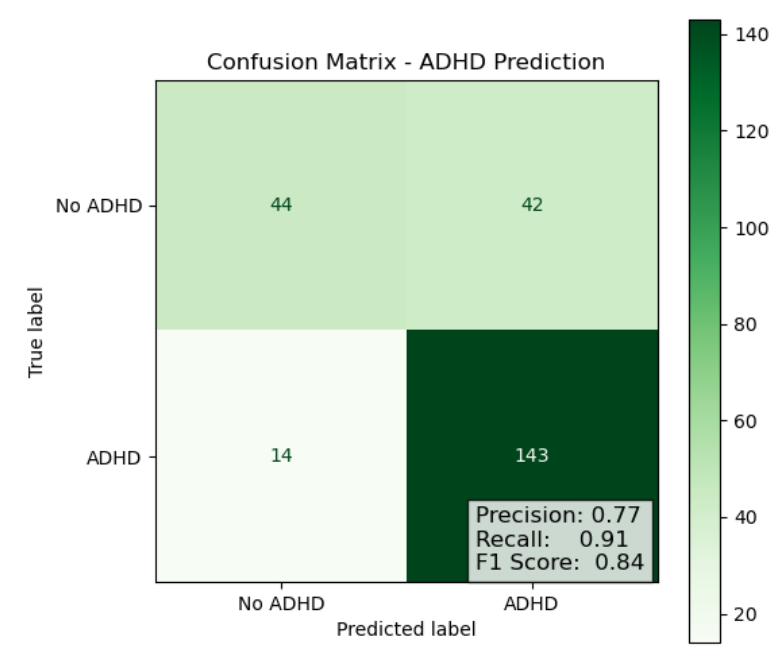 Confusion Matrix - ADHD Prediction
140
120
100
80
60
40
20
True label
No ADHD
44
42
ADHD
14
143
Precision: 0.77
Recall: 0.91
F1 Score: 0.84
No ADHD
ADHD
Predicted label